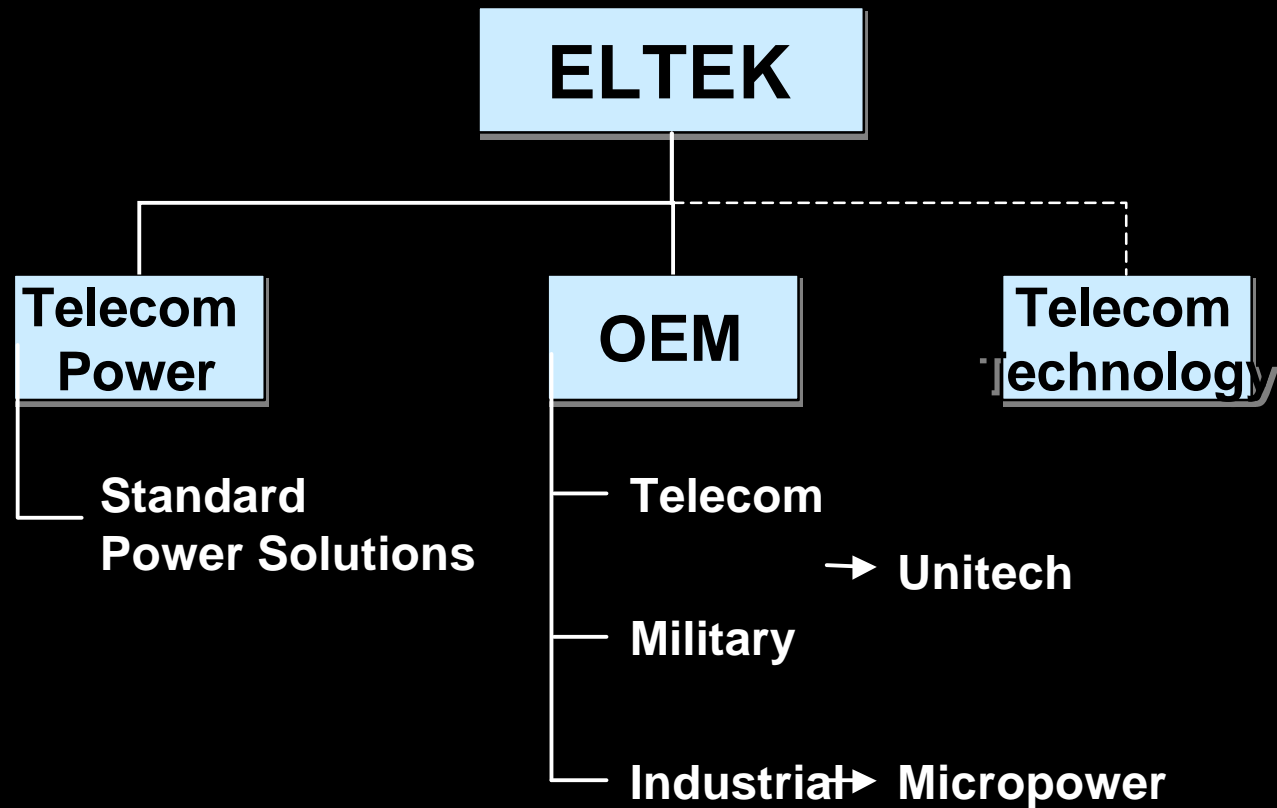 ELTEK
Telecom
Power
OEM
Telecom
Technology
Standard
Power Solutions
Telecom
Unitech
Military
Industrial
Micropower